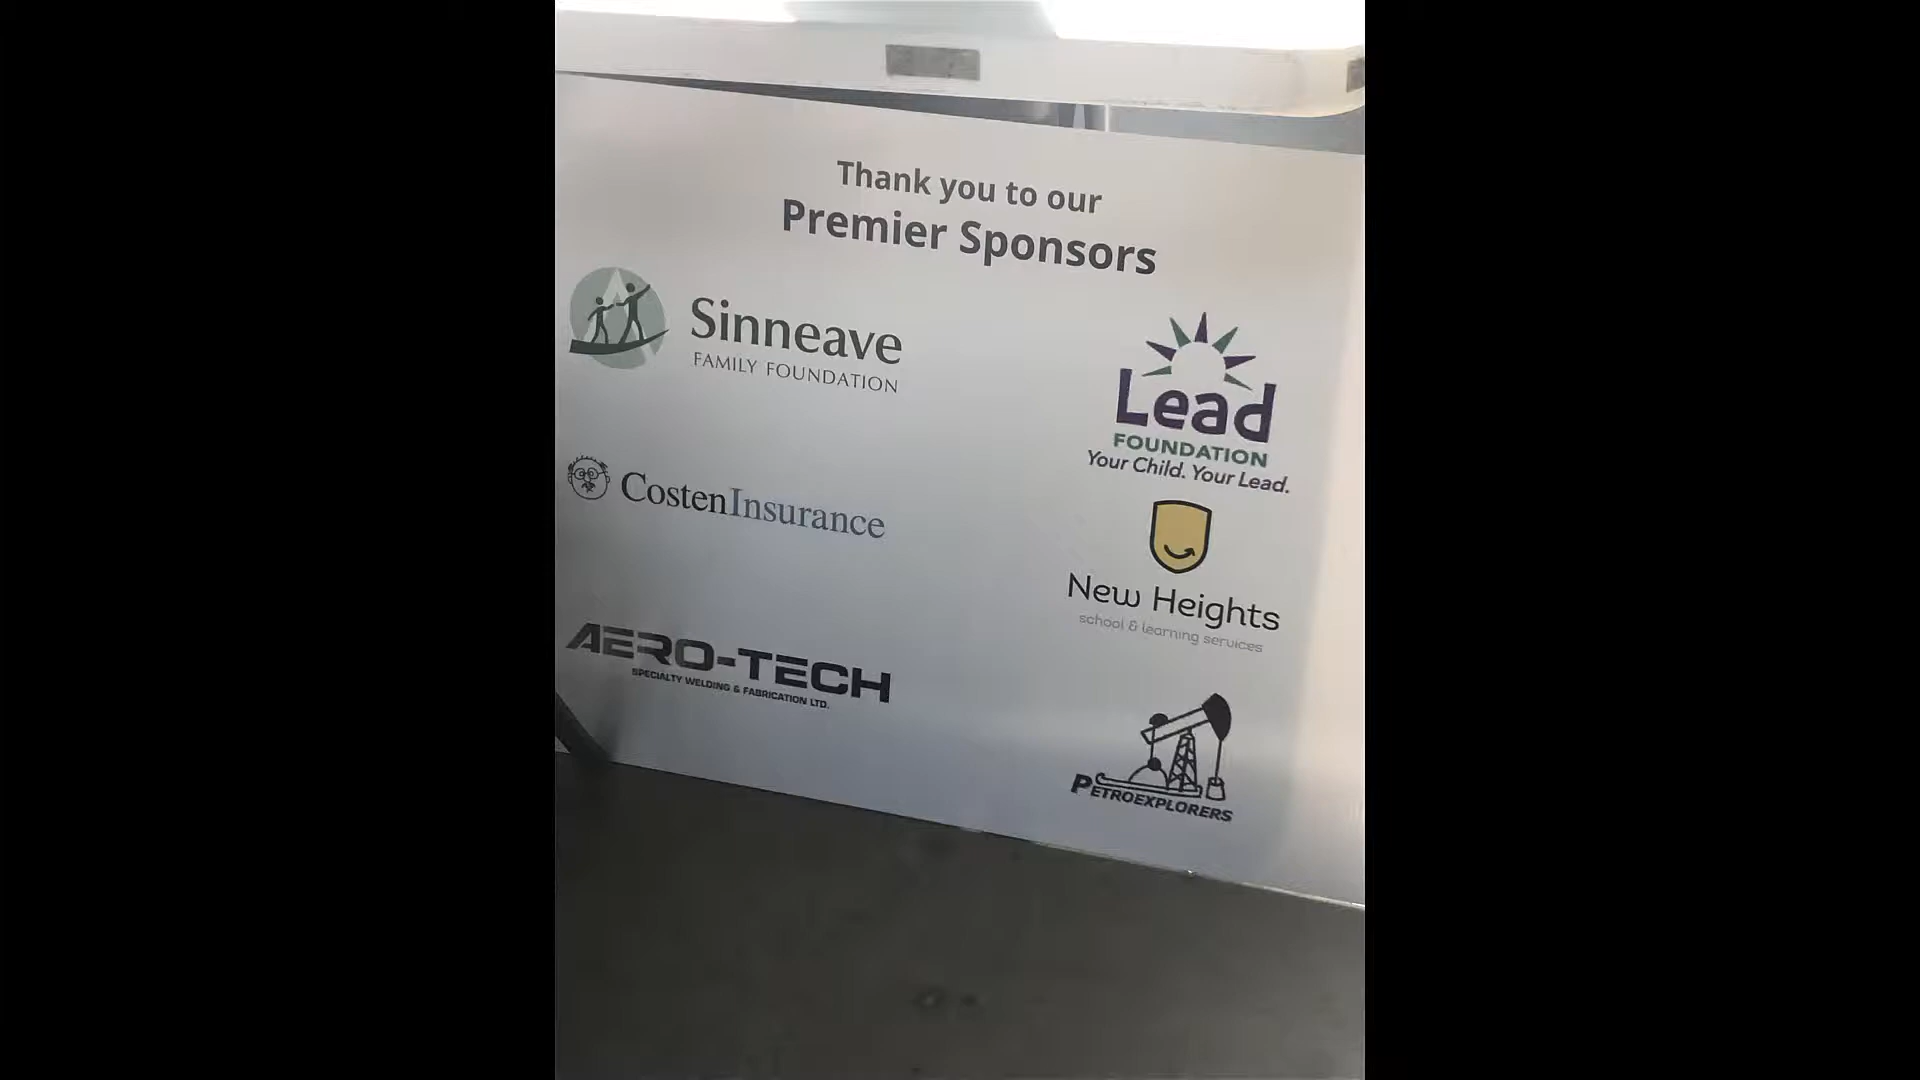 Thank you to our
Premier Sponsors
Sinneave
FAMILY FOUNDATION
Lead
FOUNDATION
Your Child. Your Lead.
CostenInsurance
New Heights
school & learning services
AERO-TECH
SPECIALTY WELDING & FABRICATION LTD.
PETROEXPLORERS